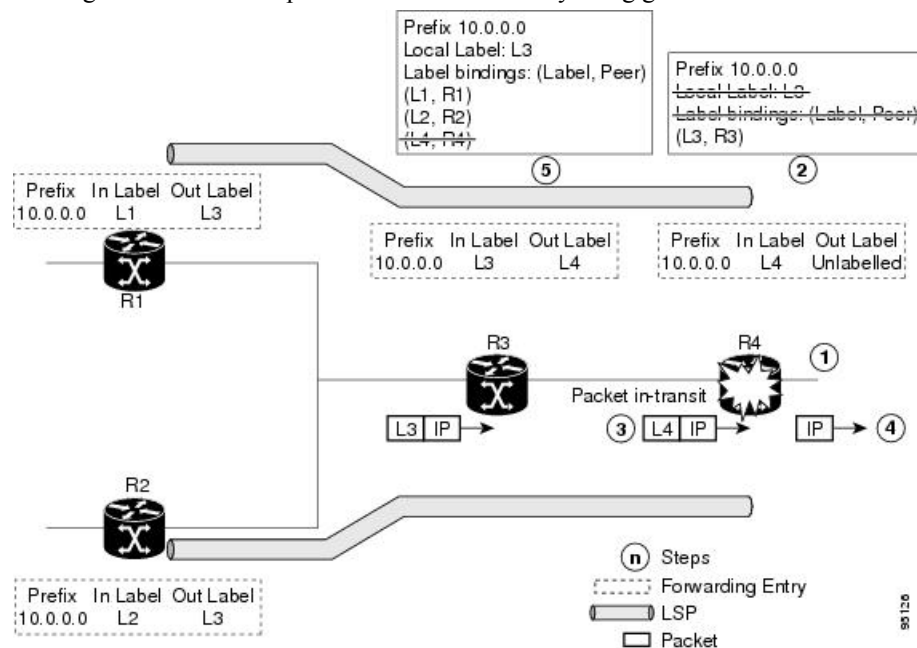 Prefix 10.0.0.0
Local Label: L3
Label bindings: (Label, Peer)
(L1, R1)
(L2, R2)
(L4, R4)
5
Prefix 10.0.0.0
Local Label: L3
Label bindings: (Label, Peer)
(L3, R3)
2
Prefix In Label Out Label
10.0.0.0 L1 L3
R1
Prefix In Label Out Label
10.0.0.0 L3 L4
Prefix In Label Out Label
10.0.0.0 L4 Unlabelled
R3
R4
1
Packet in-transit
L3 IP
3
L4 IP
IP
4
R2
Prefix In Label Out Label
10.0.0.0 L2 L3
n Steps
Forwarding Entry
LSP
Packet
95126